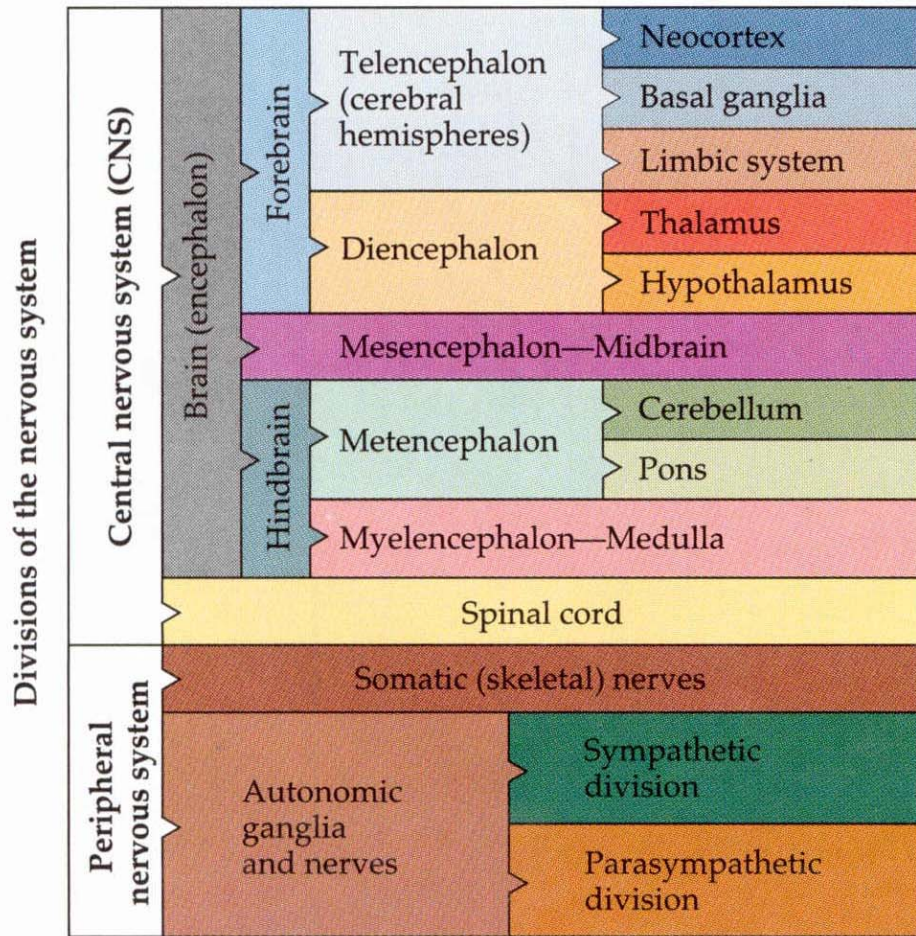 Divisions of the nervous system
Central nervous system (CNS)
Brain (encephalon)
Forebrain
Telencephalon
(cerebral
hemispheres)
Neocortex
Basal ganglia
Limbic system
Diencephalon
Thalamus
Hypothalamus
Mesencephalon—Midbrain
Hindbrain
Metencephalon
Cerebellum
Pons
Myelencephalon—Medulla
Spinal cord
Peripheral
nervous system
Somatic (skeletal) nerves
Autonomic
ganglia
and nerves
Sympathetic
division
Parasympathetic
division